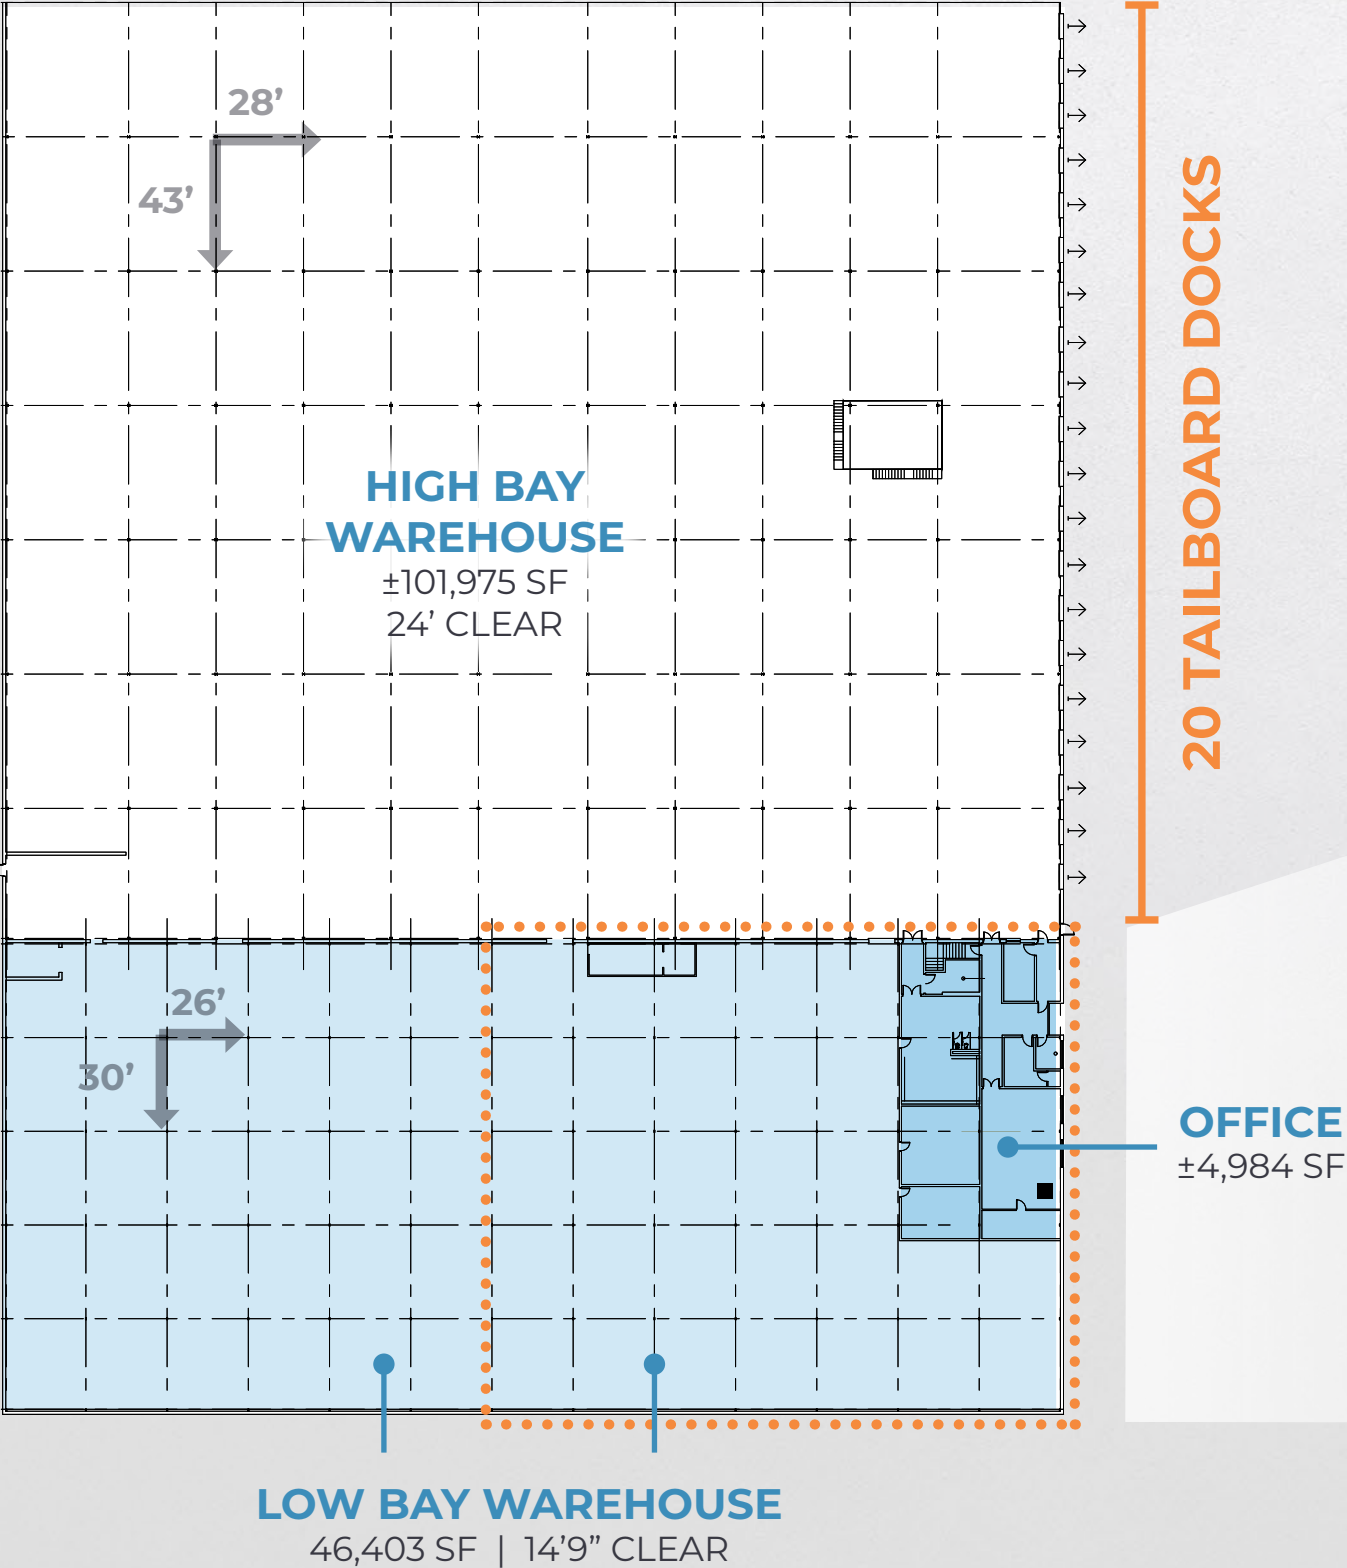 28’
43’
20 TAILBOARD DOCKS
HIGH BAY
WAREHOUSE
±101,975 SF
24’ CLEAR
26’
30’
OFFICE
±4,984 SF
LOW BAY WAREHOUSE
46,403 SF | 14’9” CLEAR